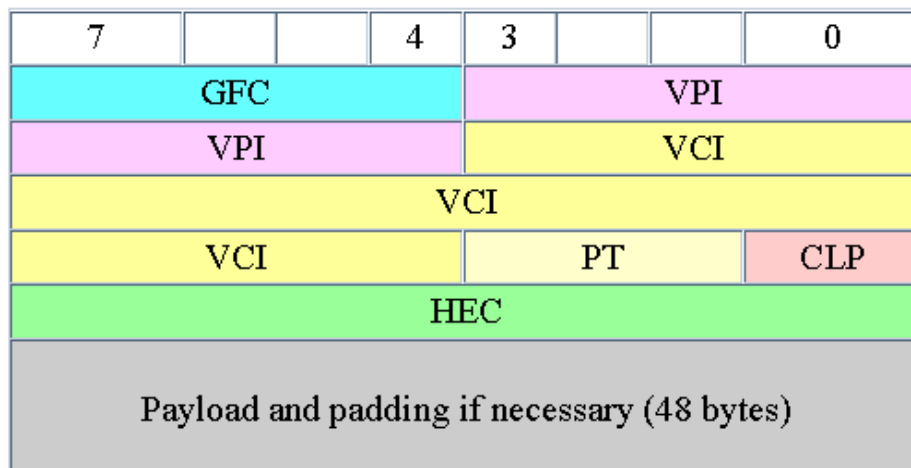 7 4 3 0
GFC VPI
VPI VCI
VCI
VCI PT CLP
HEC
Payload and padding if necessary (48 bytes)